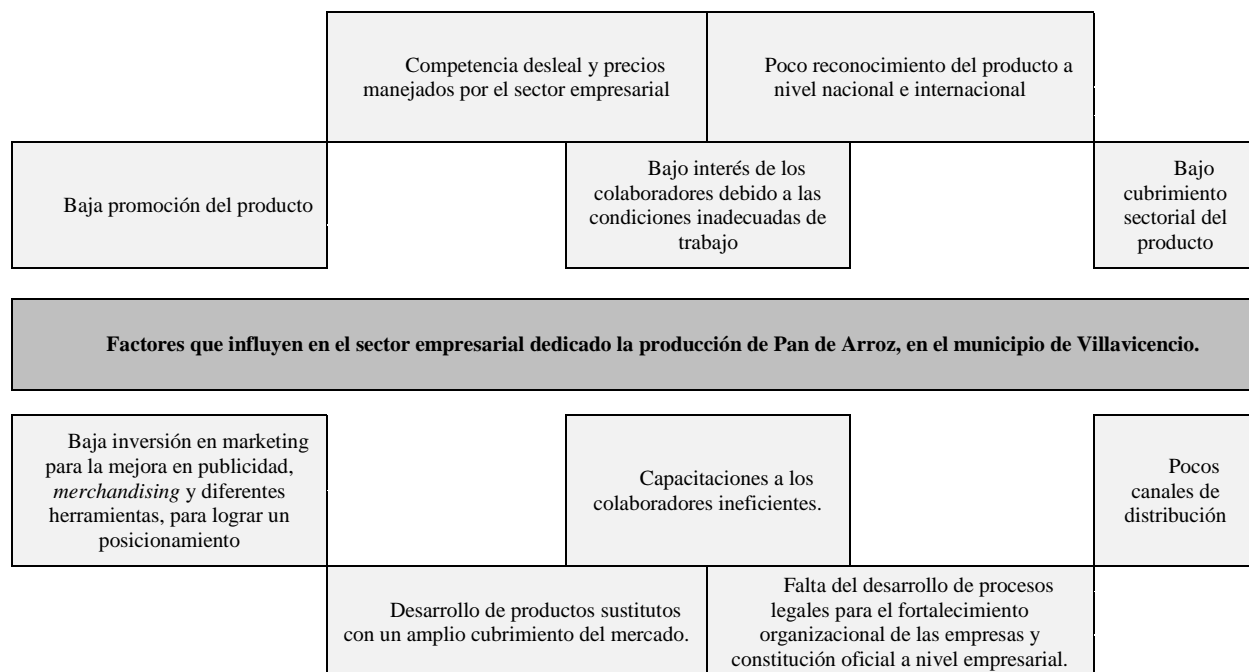 Competencia desleal y precios
manejados por el sector empresarial
Poco reconocimiento del producto a
nivel nacional e internacional
Baja promoción del producto
Bajo interés de los
colaboradores debido a las
condiciones inadecuadas de
trabajo
Bajo
cubrimiento
sectorial del
producto
Factores que influyen en el sector empresarial dedicado la producción de Pan de Arroz, en el municipio de Villavicencio.
Baja inversión en marketing
para la mejora en publicidad,
merchandising y diferentes
herramientas, para lograr un
posicionamiento
Capacitaciones a los
colaboradores ineficientes.
Pocos
canales de
distribución
Desarrollo de productos sustitutos
con un amplio cubrimiento del mercado.
Falta del desarrollo de procesos
legales para el fortalecimiento
organizacional de las empresas y
constitución oficial a nivel empresarial.